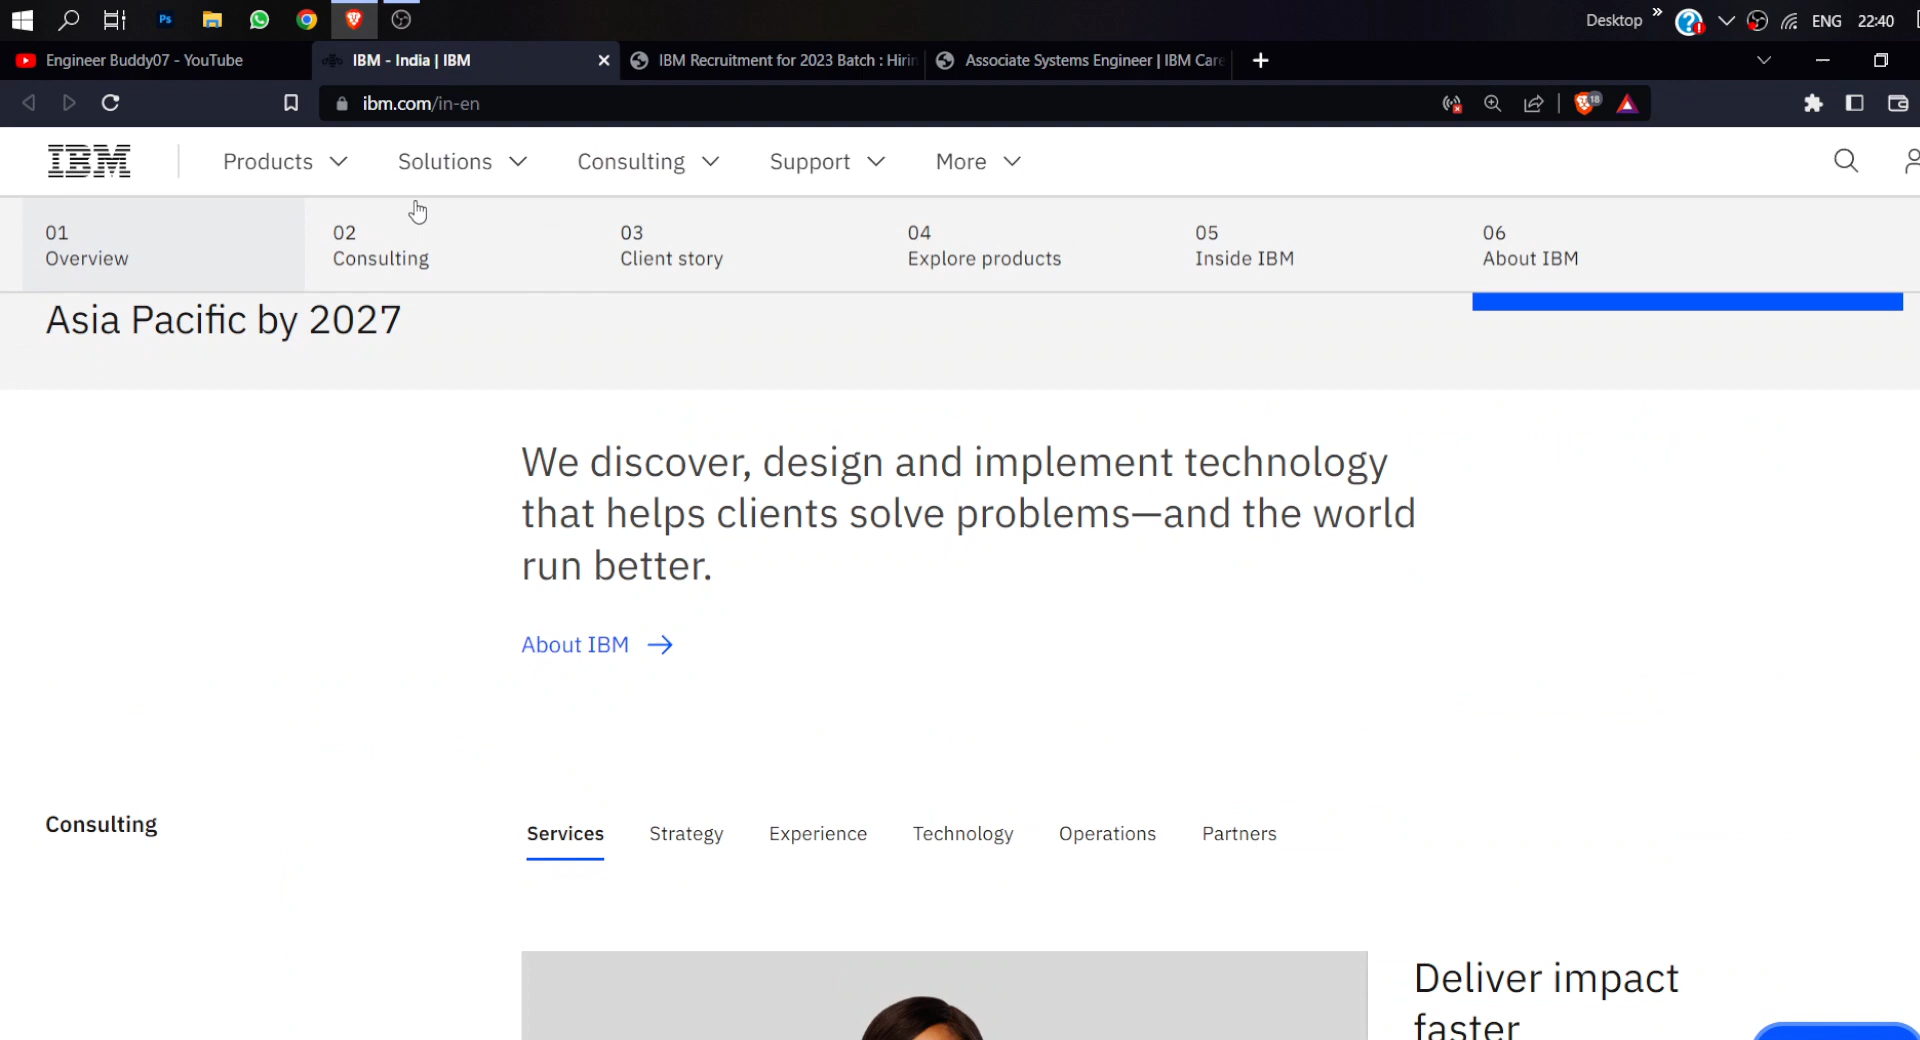 Ps
Desktop » ENG 22:40
Engineer Buddy07 - YouTube
IBM - India | IBM
IBM Recruitment for 2023 Batch : Hirin
Associate Systems Engineer | IBM Care
ibm.com/in-en
18
IBM
Products
Solutions
Consulting
Support
More
01
Overview
02
Consulting
03
Client story
04
Explore products
05
Inside IBM
06
About IBM
Asia Pacific by 2027
We discover, design and implement technology
that helps clients solve problems—and the world
run better.
About IBM →
Consulting
Services
Strategy
Experience
Technology
Operations
Partners
Deliver impact
faster